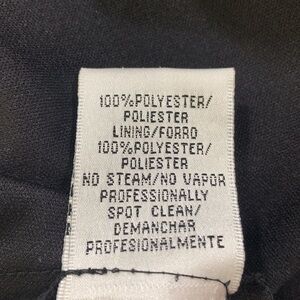 100%POLYESTER/
POLIESTER
LINING/FORRO
100%POLYESTER/
POLIESTER
NO STEAM/NO VAPOR
PROFESSIONALLY
SPOT CLEAN/
DEMANCHAR
PROFESIONALMENTE